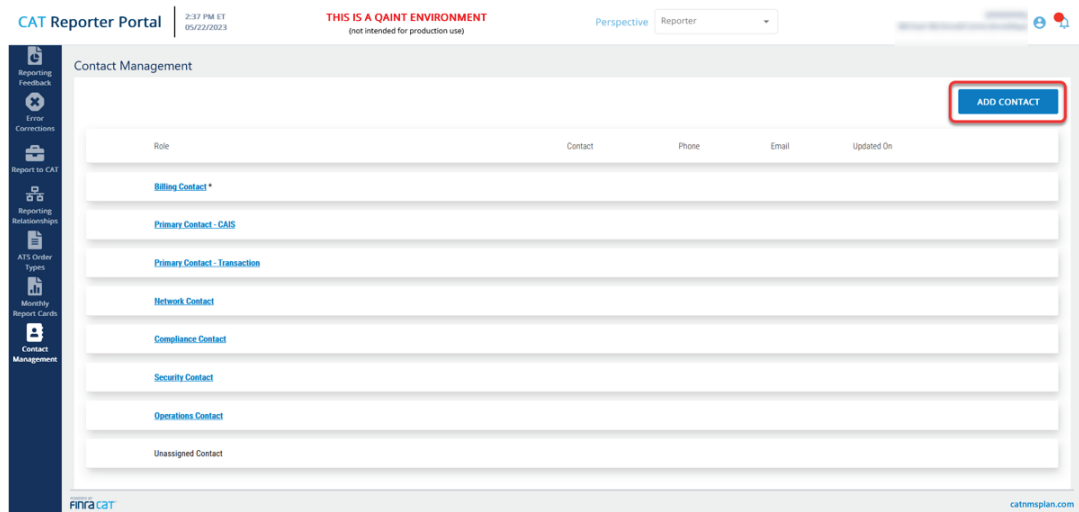 CAT Reporter Portal
2:37 PM ET
05/22/2023
THIS IS A QAINT ENVIRONMENT
(not intended for production use)
Perspective
Reporter
Reporting
Feedback
Error
Corrections
Report to CAT
Reporting
Relationships
ATS Order
Types
Monthly
Report Cards
Contact
Management
Contact Management
ADD CONTACT
Role Contact Phone Email Updated On
Billing Contact *
Primary Contact - CAIS
Primary Contact - Transaction
Network Contact
Compliance Contact
Security Contact
Operations Contact
Unassigned Contact
POWERED BY
FINra CAT
catnmsplan.com